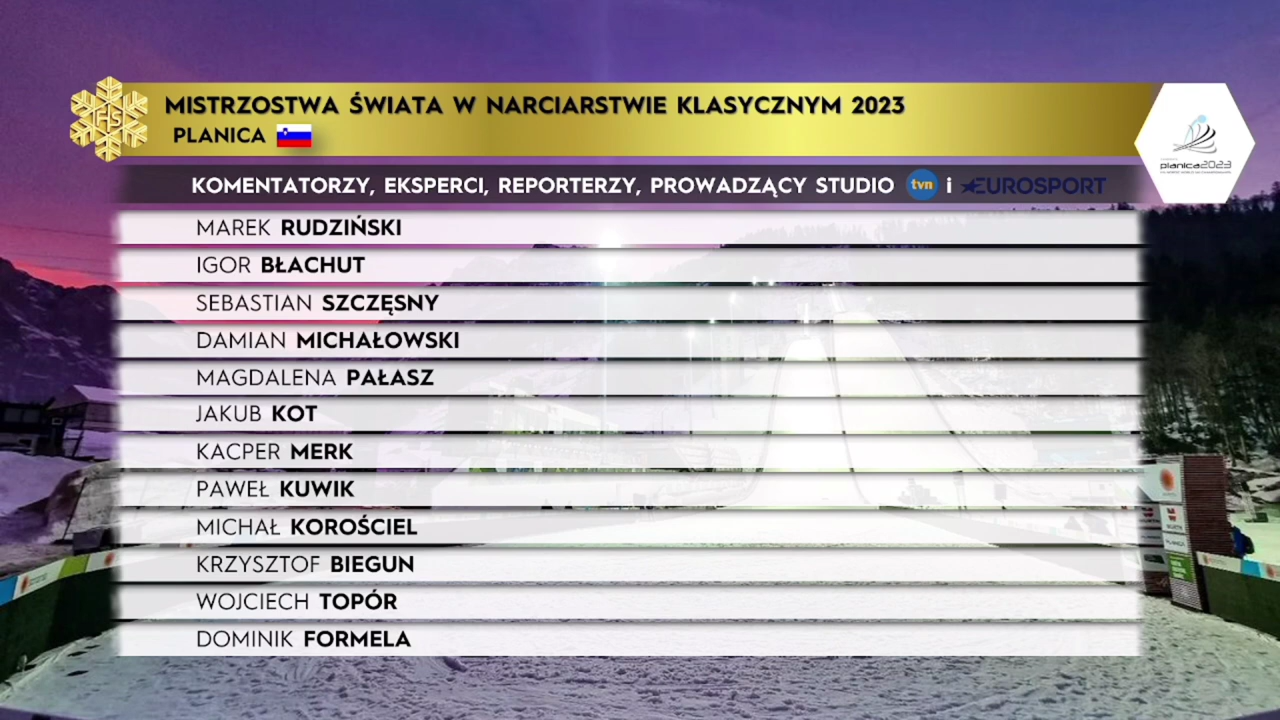 FIS
MISTRZOSTWA ŚWIATA W NARCIARSTWIE KLASYCZNYM 2023
PLANICA
planica2023
KOMENTATORZY, EKSPERCI, REPORTERZY, PROWADZĄCY STUDIO tvn i EUROSPORT
MAREK RUDZIŃSKI
IGOR BŁACHUT
SEBASTIAN SZCZĘSNY
DAMIAN MICHAŁOWSKI
MAGDALENA PAŁASZ
JAKUB KOT
KACPER MERK
PAWEŁ KUWIK
MICHAŁ KOROŚCIEL
KRZYSZTOF BIEGUN
WOJCIECH TOPÓR
DOMINIK FORMELA